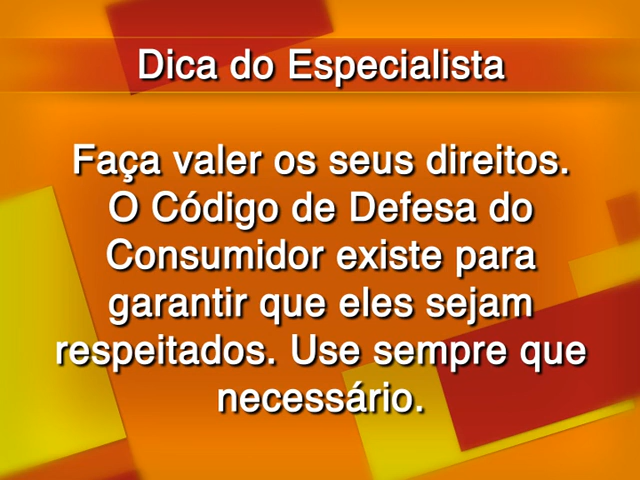 Dica do Especialista
Faça valer os seus direitos.
O Código de Defesa do
Consumidor existe para
garantir que eles sejam
respeitados. Use sempre que
necessário.